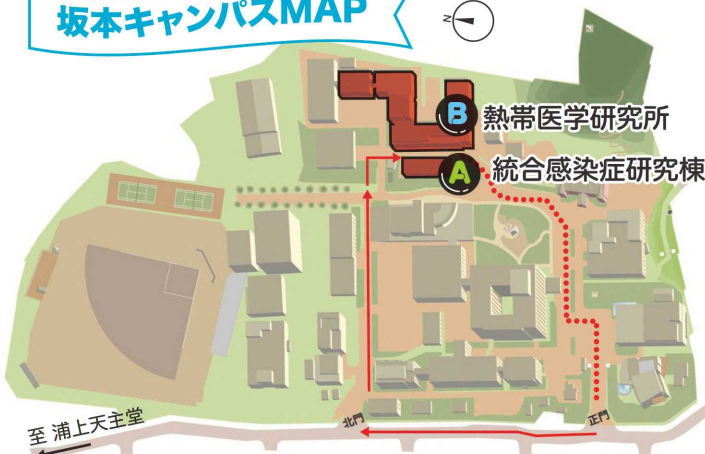 坂本キャンパスMAP
N
B 熱帯医学研究所
A 統合感染症研究棟
至 浦上天主堂
北門
正門